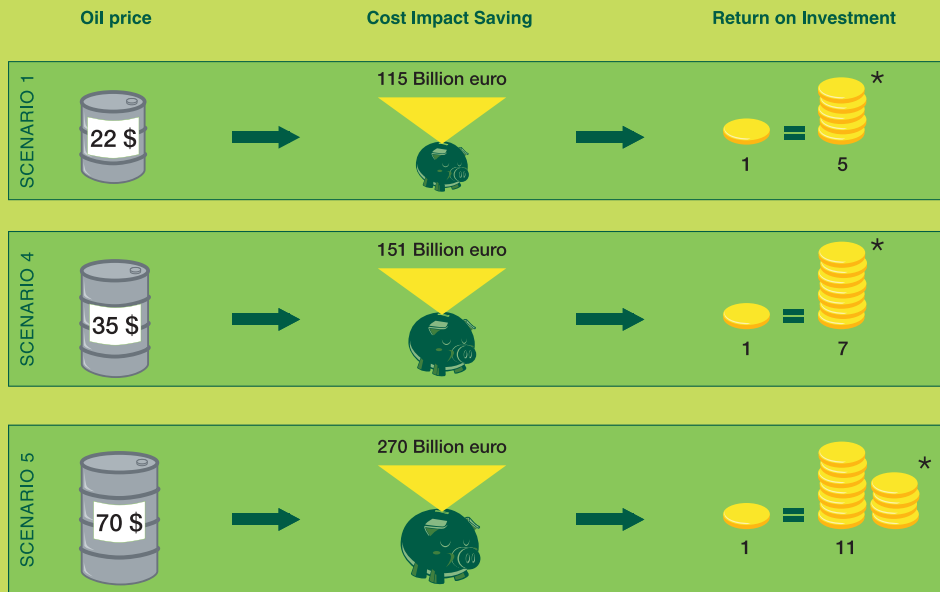 Oil price
Cost Impact Saving
Return on Investment
SCENARIO 1
22 $
115 Billion euro
=
*
1
5
SCENARIO 4
35 $
151 Billion euro
=
*
1
7
SCENARIO 5
70 $
270 Billion euro
=
*
1
11